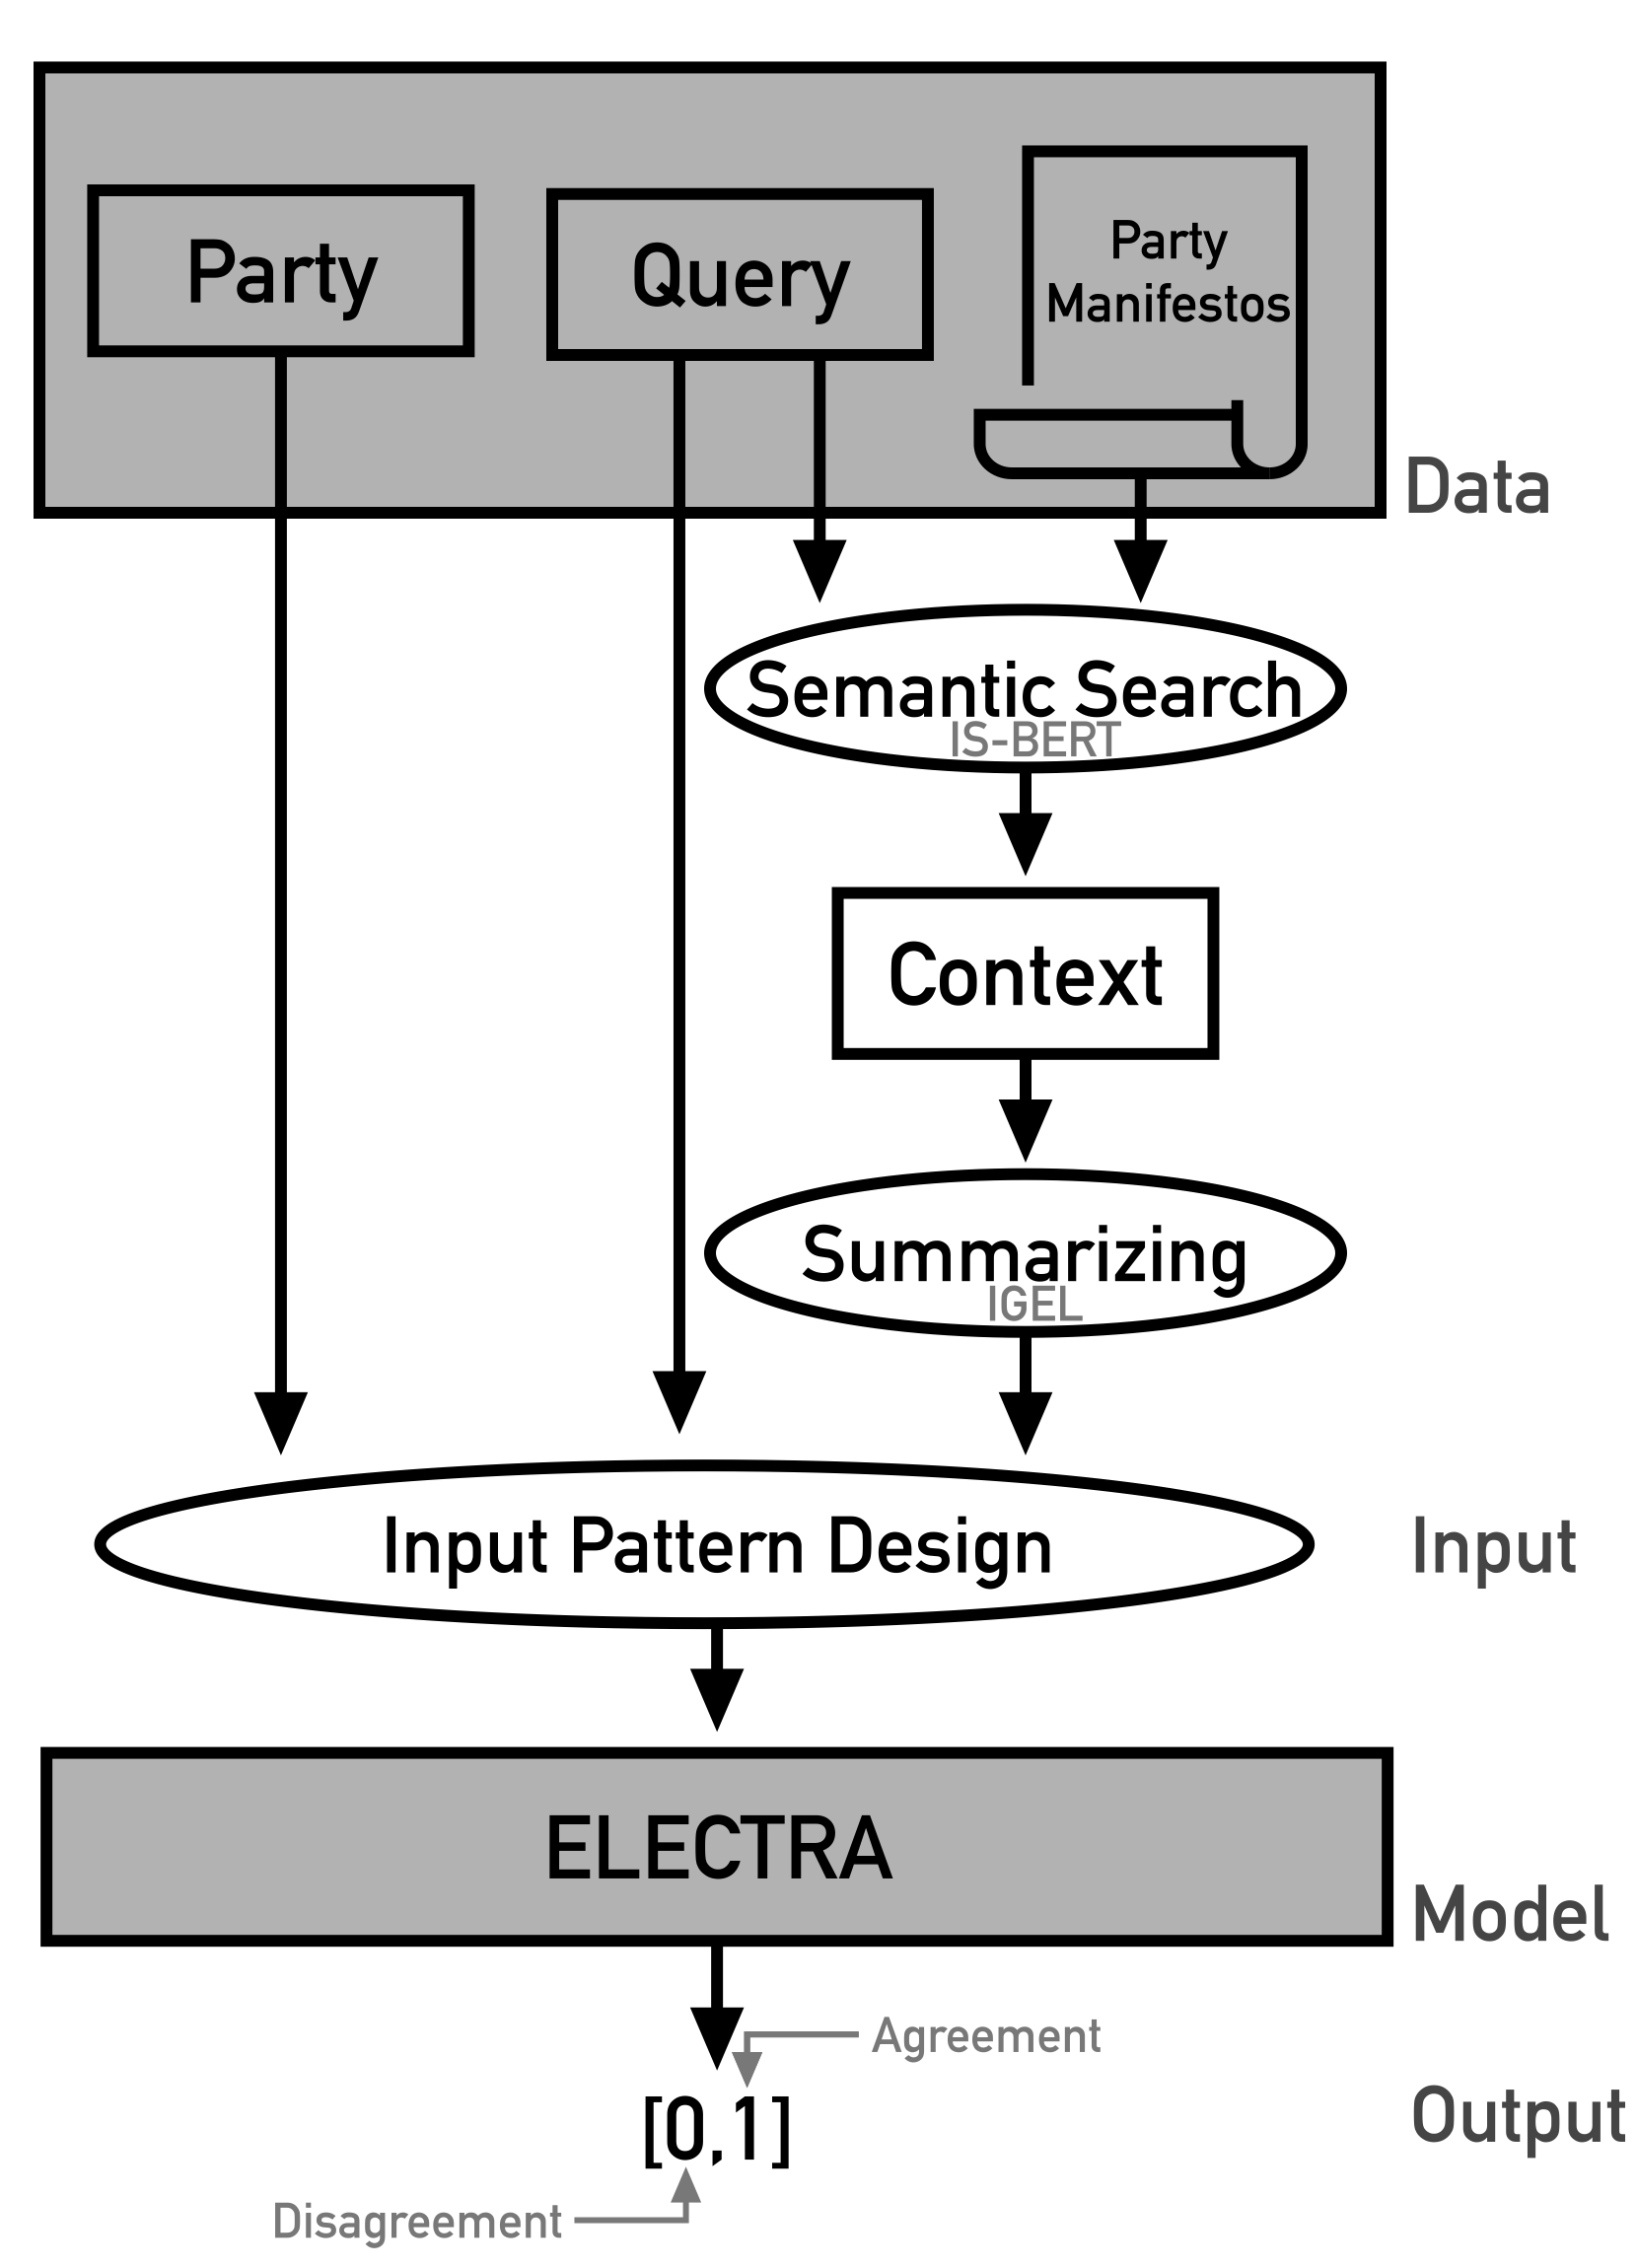 Party
Query
Party
Manifestos
Data
Semantic Search
IS-BERT
Context
Summarizing
IGEL
Input Pattern Design
Input
ELECTRA
Model
Agreement
[0,1]
Output
Disagreement